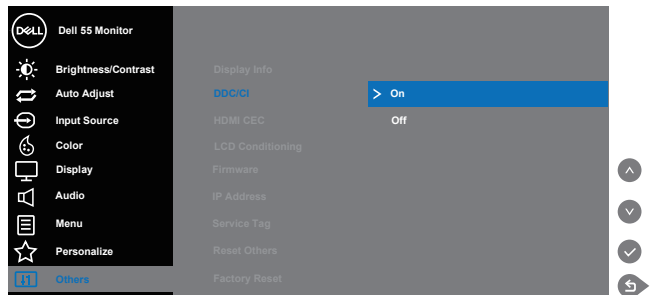 DELL Dell 55 Monitor
Brightness/Contrast
Auto Adjust
Input Source
Color
Display
Audio
Menu
Personalize
Others
Display Info
DDC/CI
HDMI CEC
LCD Conditioning
Firmware
IP Address
Service Tag
Reset Others
Factory Reset
> On
Off